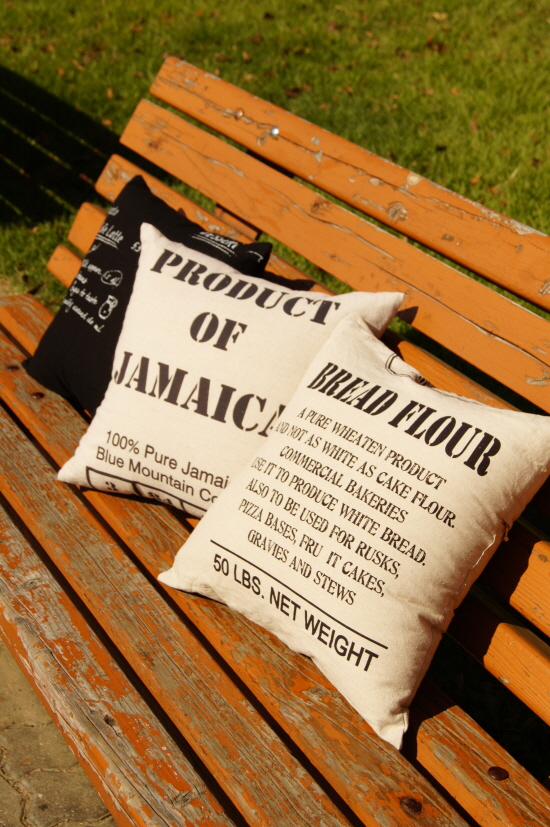 PRODUCT
OF
JAMAICA
100% Pure Jamai
Blue Mountain Co
BREAD FLOUR
A PURE WHEATEN PRODUCT
AND NOT AS WHITE AS CAKE FLOUR.
COMMERCIAL BAKERIES
USE IT TO PRODUCE WHITE BREAD.
ALSO TO BE USED FOR RUSKS,
PIZZA BASES, FRU IT CAKES,
GRAVIES AND STEWS
50 LBS. NET WEIGHT